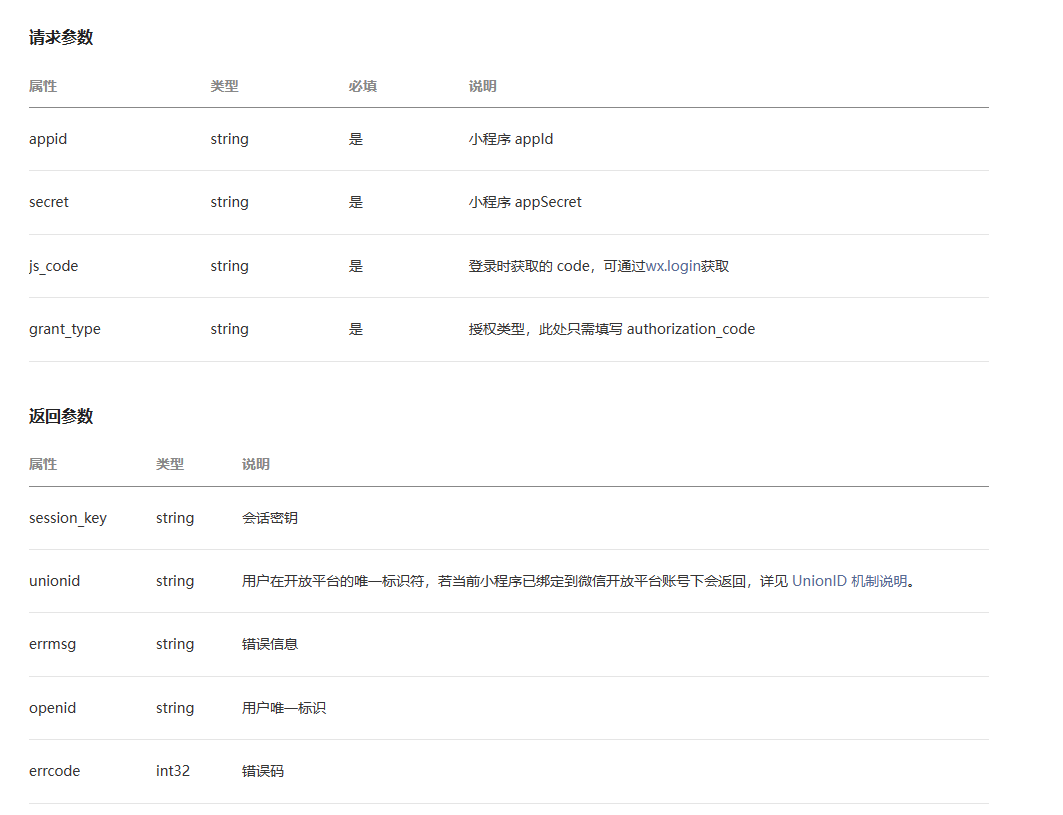 请求参数
属性 类型 必填 说明
appid string 是 小程序 appId
secret string 是 小程序 appSecret
js_code string 是 登录时获取的 code，可通过wx.login获取
grant_type string 是 授权类型，此处只需填写 authorization_code
返回参数
属性 类型 说明
session_key string 会话密钥
unionid string 用户在开放平台的唯一标识符，若当前小程序已绑定到微信开放平台账号下会返回，详见 UnionID 机制说明。
errmsg string 错误信息
openid string 用户唯一标识
errcode int32 错误码